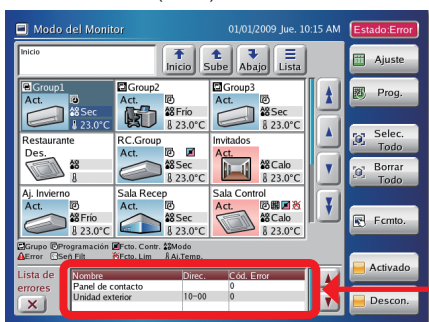 Modo del Monitor 01/01/2009 Jue. 10:15 AM Estado:Error
Inicio
Inicio Sube Abajo Lista
Ajuste
Prog.
Selec. Todo
Borrar Todo
Fcmto.
Activado
Descon.
Group1 Group2 Group3
Act. Act. Act.
Sec Frío Sec
23.0°C 23.0°C 23.0°C
Restaurante RC.Group Invitados
Des. Act. Act.
Sec Calo
23.0°C 23.0°C
Aj. Invierno Sala Recep Sala Control
Act. Act. Act.
Frío Sec Calo
23.0°C 23.0°C 23.0°C
Grupo Programación Fcto. Contr. Modo
Error Señ Filt Fcto. Lim Aj.Temp.
Lista de errores
X
Nombre Direc. Cód. Error
Panel de contacto 0
Unidad exterior 10-00 0